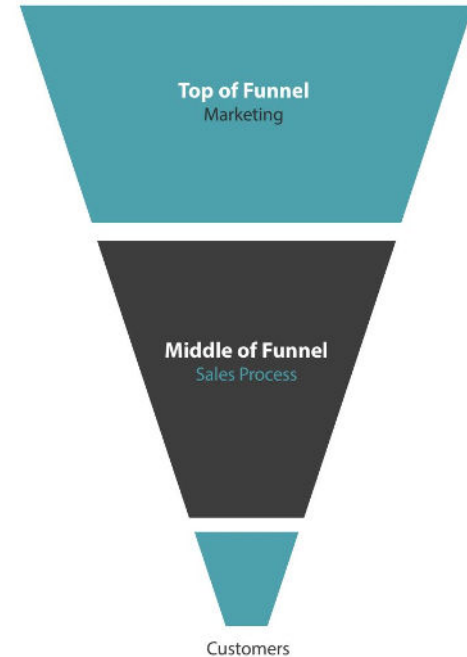 Top of Funnel
Marketing
Middle of Funnel
Sales Process
Customers